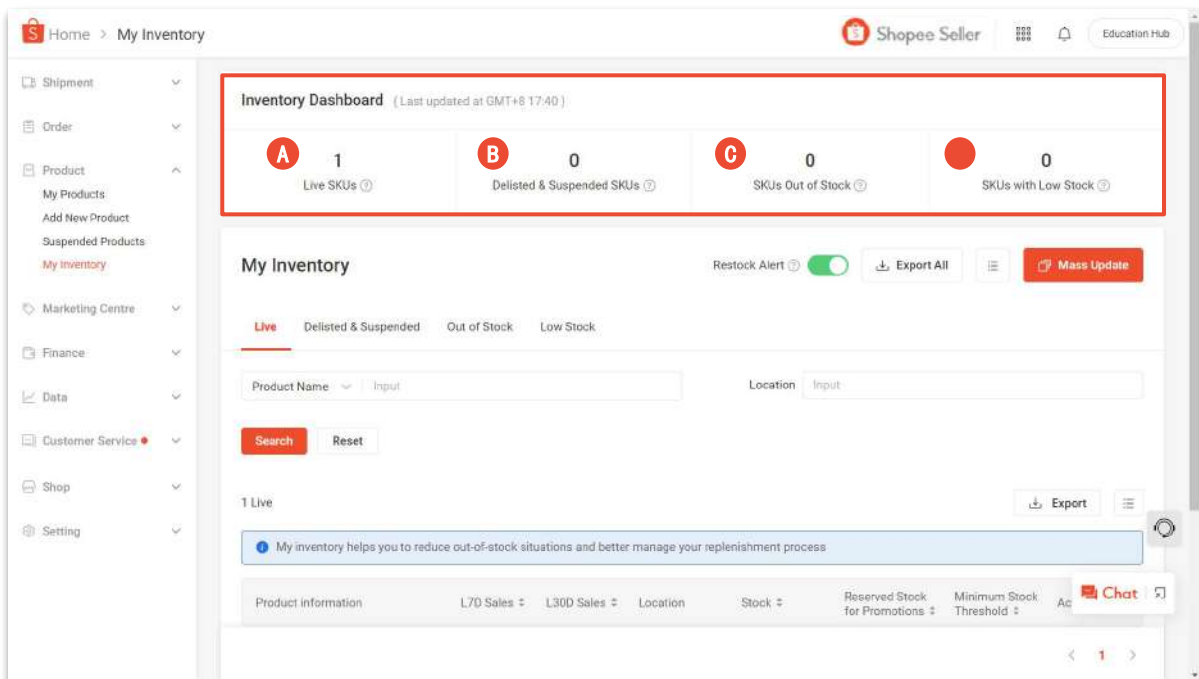 Home > My Inventory
Shopee Seller
Education Hub
Shipment
Order
Product
My Products
Add New Product
Suspended Products
My Inventory
Marketing Centre
Finance
Data
Customer Service
Shop
Setting
Inventory Dashboard ( Last updated at GMT+8 17:40 )
A 1
Live SKUs
B 0
Delisted & Suspended SKUs
C 0
SKUs Out of Stock
0
SKUs with Low Stock
My Inventory
Restock Alert
Export All
Mass Update
Live Delisted & Suspended Out of Stock Low Stock
Product Name Input
Location Input
Search Reset
1 Live
Export
My inventory helps you to reduce out-of-stock situations and better manage your replenishment process
Product information L7D Sales L30D Sales Location Stock
Reserved Stock
for Promotions
Minimum Stock
Threshold
Ac
Chat
< 1 >